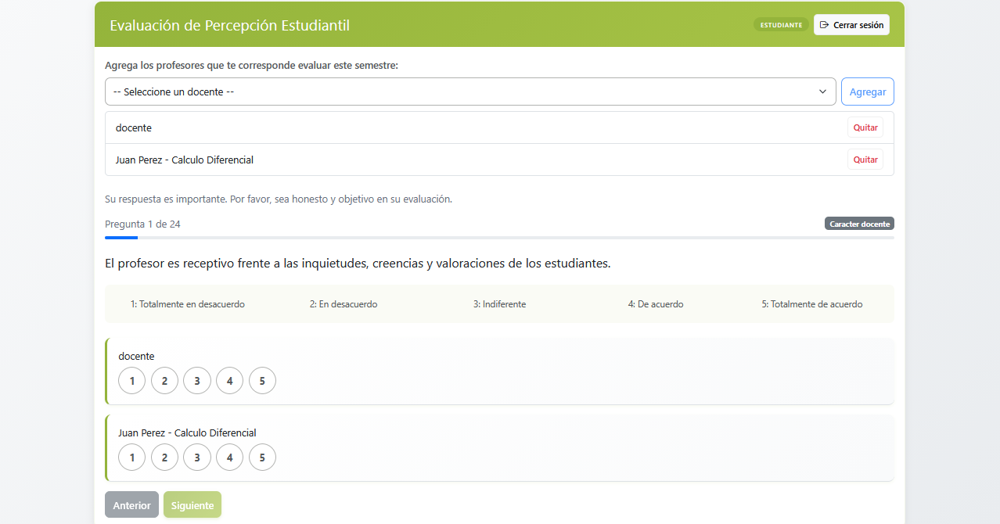 Evaluación de Percepción Estudiantil
ESTUDIANTE
Cerrar sesión
Agrega los profesores que te corresponde evaluar este semestre:
-- Seleccione un docente --
Agregar
docente
Quitar
Juan Perez - Calculo Diferencial
Quitar
Su respuesta es importante. Por favor, sea honesto y objetivo en su evaluación.
Pregunta 1 de 24
Caracter docente
El profesor es receptivo frente a las inquietudes, creencias y valoraciones de los estudiantes.
1: Totalmente en desacuerdo
2: En desacuerdo
3: Indiferente
4: De acuerdo
5: Totalmente de acuerdo
docente
1 2 3 4 5
Juan Perez - Calculo Diferencial
1 2 3 4 5
Anterior
Siguiente